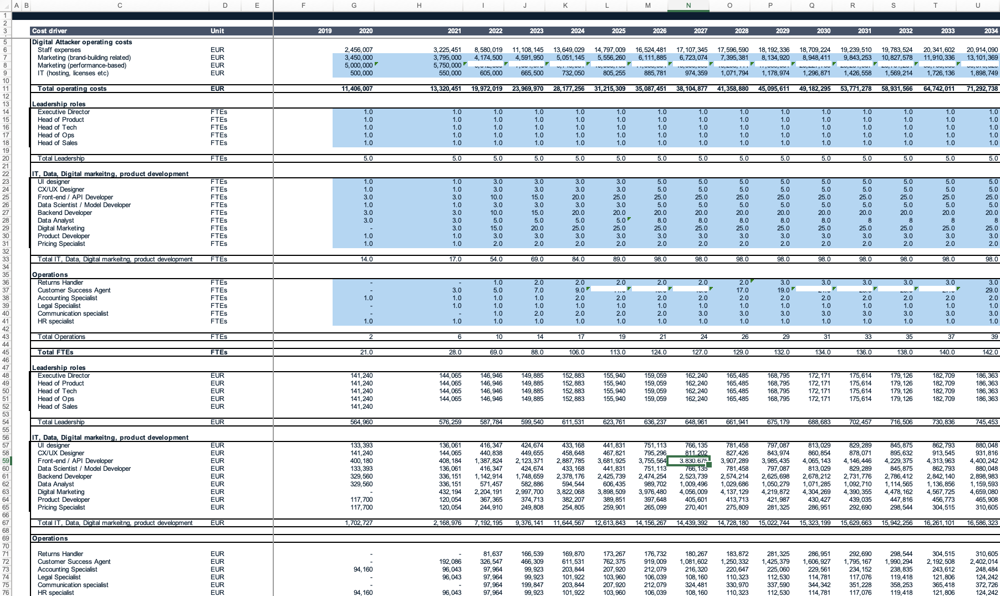 A B C D E F G H I J K L M N O P Q R S T U
1
2
3 Cost driver Unit 2019 2020 2021 2022 2023 2024 2025 2026 2027 2028 2029 2030 2031 2032 2033 2034
5 Digital Attacker operating costs
6 Staff expenses EUR 2,456,007 3,225,451 8,580,019 11,108,145 13,649,029 14,797,009 16,524,481 17,107,345 17,596,590 18,192,336 18,709,224 19,239,510 19,783,524 20,341,602 20,914,090
7 Marketing (brand-building related) EUR 3,450,000 3,795,000 4,174,500 4,591,950 5,051,145 5,556,260 6,111,885 6,723,074 7,395,381 8,134,920 8,948,411 9,843,253 10,827,578 11,910,336 13,101,369
8 Marketing (performance-based) EUR 5,000,000 5,750,000
9 IT (hosting, licenses etc) EUR 500,000 550,000 605,000 665,500 732,050 805,255 885,781 974,359 1,071,794 1,178,974 1,296,871 1,426,558 1,569,214 1,726,136 1,898,749
10
11 Total operating costs EUR 11,406,007 13,320,451 19,972,019 23,969,970 28,177,256 31,215,309 35,087,451 38,104,877 41,358,880 45,095,611 49,182,295 53,771,278 58,931,566 64,742,011 71,292,738
12
13 Leadership roles
14 Executive Director FTEs 1.0 1.0 1.0 1.0 1.0 1.0 1.0 1.0 1.0 1.0 1.0 1.0 1.0 1.0 1.0
15 Head of Product FTEs 1.0 1.0 1.0 1.0 1.0 1.0 1.0 1.0 1.0 1.0 1.0 1.0 1.0 1.0 1.0
16 Head of Tech FTEs 1.0 1.0 1.0 1.0 1.0 1.0 1.0 1.0 1.0 1.0 1.0 1.0 1.0 1.0 1.0
17 Head of Ops FTEs 1.0 1.0 1.0 1.0 1.0 1.0 1.0 1.0 1.0 1.0 1.0 1.0 1.0 1.0 1.0
18 Head of Sales FTEs 1.0 1.0 1.0 1.0 1.0 1.0 1.0 1.0 1.0 1.0 1.0 1.0 1.0 1.0 1.0
19
20 Total Leadership FTEs 5.0 5.0 5.0 5.0 5.0 5.0 5.0 5.0 5.0 5.0 5.0 5.0 5.0 5.0 5.0
21
22 IT, Data, Digital markeitng, product development
23 UI designer FTEs 1.0 1.0 3.0 3.0 3.0 3.0 5.0 5.0 5.0 5.0 5.0 5.0 5.0 5.0 5.0
24 CX/UX Designer FTEs 1.0 1.0 3.0 3.0 3.0 3.0 5.0 5.0 5.0 5.0 5.0 5.0 5.0 5.0 5.0
25 Front-end / API Developer FTEs 3.0 3.0 10.0 15.0 20.0 25.0 25.0 25.0 25.0 25.0 25.0 25.0 25.0 25.0 25.0
26 Data Scientist / Model Developer FTEs 1.0 1.0 3.0 3.0 3.0 3.0 5.0 5.0 5.0 5.0 5.0 5.0 5.0 5.0 5.0
27 Backend Developer FTEs 3.0 3.0 10.0 15.0 20.0 20.0 20.0 20.0 20.0 20.0 20.0 20.0 20.0 20.0 20.0
28 Data Analyst FTEs 3.0 3.0 5.0 5.0 5.0 5.0 8.0 8.0 8.0 8.0 8.0 8 8 8 8
29 Digital Marketing FTEs - 3.0 15.0 20.0 25.0 25.0 25.0 25.0 25.0 25.0 25.0 25.0 25.0 25.0 25.0
30 Product Developer FTEs 1.0 1.0 3.0 3.0 3.0 3.0 3.0 3.0 3.0 3.0 3.0 3.0 3.0 3.0 3.0
31 Pricing Specialist FTEs 1.0 1.0 2.0 2.0 2.0 2.0 2.0 2.0 2.0 2.0 2.0 2.0 2.0 2.0 2.0
32
33 Total IT, Data, Digital markeitng, product development FTEs 14.0 17.0 54.0 69.0 84.0 89.0 98.0 98.0 98.0 98.0 98.0 98.0 98.0 98.0 98.0
34
35 Operations
36 Returns Handler FTEs - - 1.0 2.0 2.0 2.0 2.0 2.0 2.0 3.0 3.0 3.0 3.0 3.0 3.0
37 Customer Success Agent FTEs - 3.0 5.0 7.0 9.0 17.0 19.0 29.0
38 Accounting Specialist FTEs 1.0 1.0 1.0 1.0 2.0 2.0 2.0 2.0 2.0 2.0 2.0 2.0 2.0 2.0 2.0
39 Legal Specialist FTEs - 1.0 1.0 1.0 1.0 1.0 1.0 1.0 1.0 1.0 1.0 1.0 1.0 1.0 1.0
40 Communication specialist FTEs - - 1.0 2.0 2.0 2.0 2.0 3.0 3.0 3.0 3.0 3.0 3.0 3.0 3.0
41 HR specialist FTEs 1.0 1.0 1.0 1.0 1.0 1.0 1.0 1.0 1.0 1.0 1.0 1.0 1.0 1.0 1.0
42
43 Total Operations FTEs 2 6 10 14 17 19 21 24 26 29 31 33 35 37 39
44
45 Total FTEs FTEs 21.0 28.0 69.0 88.0 106.0 113.0 124.0 127.0 129.0 132.0 134.0 136.0 138.0 140.0 142.0
46
47 Leadership roles
48 Executive Director EUR 141,240 144,065 146,946 149,885 152,883 155,940 159,059 162,240 165,485 168,795 172,171 175,614 179,126 182,709 186,363
49 Head of Product EUR 141,240 144,065 146,946 149,885 152,883 155,940 159,059 162,240 165,485 168,795 172,171 175,614 179,126 182,709 186,363
50 Head of Tech EUR 141,240 144,065 146,946 149,885 152,883 155,940 159,059 162,240 165,485 168,795 172,171 175,614 179,126 182,709 186,363
51 Head of Ops EUR 141,240 144,065 146,946 149,885 152,883 155,940 159,059 162,240 165,485 168,795 172,171 175,614 179,126 182,709 186,363
52 Head of Sales EUR 141,240
53
54 Total Leadership EUR 564,960 576,259 587,784 599,540 611,531 623,761 636,237 648,961 661,941 675,179 688,683 702,457 716,506 730,836 745,453
55
56 IT, Data, Digital markeitng, product development
57 UI designer EUR 133,393 136,061 416,347 424,674 433,168 441,831 751,113 766,135 781,458 797,087 813,029 829,289 845,875 862,793 880,048
58 CX/UX Designer EUR 141,240 144,065 440,838 449,655 458,648 467,821 795,296 811,202 827,426 843,974 860,854 878,071 895,632 913,545 931,816
59 Front-end / API Developer EUR 400,180 408,184 1,387,824 2,123,371 2,887,785 3,681,925 3,755,564 3,830,675 3,907,289 3,985,435 4,065,143 4,146,446 4,229,375 4,313,963 4,400,242
60 Data Scientist / Model Developer EUR 133,393 136,061 416,347 424,674 433,168 441,831 751,113 766,135 781,458 797,087 813,029 829,289 845,875 862,793 880,048
61 Backend Developer EUR 329,560 336,151 1,142,914 1,748,659 2,378,176 2,425,739 2,474,254 2,523,739 2,574,214 2,625,698 2,678,212 2,731,776 2,786,412 2,842,140 2,898,983
62 Data Analyst EUR 329,560 336,151 571,457 582,886 594,544 606,435 989,702 1,009,496 1,029,686 1,050,279 1,071,285 1,092,710 1,114,565 1,136,856 1,159,593
63 Digital Marketing EUR - 432,194 2,204,191 2,997,700 3,822,068 3,898,509 3,976,480 4,056,009 4,137,129 4,219,872 4,304,269 4,390,355 4,478,162 4,567,725 4,659,080
64 Product Developer EUR 117,700 120,054 367,365 374,713 382,207 389,851 397,648 405,601 413,713 421,987 430,427 439,035 447,816 456,773 465,908
65 Pricing Specialist EUR 117,700 120,054 244,910 249,808 254,805 259,901 265,099 270,401 275,809 281,325 286,951 292,690 298,544 304,515 310,605
66
67 Total IT, Data, Digital markeitng, product development EUR 1,702,727 2,168,976 7,192,195 9,376,141 11,644,567 12,613,843 14,156,267 14,439,392 14,728,180 15,022,744 15,323,199 15,629,663 15,942,256 16,261,101 16,586,323
68
69 Operations
70
71 Returns Handler EUR - - 81,637 166,539 169,870 173,267 176,732 180,267 183,872 281,325 286,951 292,690 298,544 304,515 310,605
72 Customer Success Agent EUR - 192,086 326,547 466,309 611,531 762,375 919,009 1,081,602 1,250,332 1,425,379 1,606,927 1,795,167 1,990,294 2,192,508 2,402,014
73 Accounting Specialist EUR 94,160 96,043 97,964 99,923 203,844 207,920 212,079 216,320 220,647 225,060 229,561 234,152 238,835 243,612 248,484
74 Legal Specialist EUR - 96,043 97,964 99,923 101,922 103,960 106,039 108,160 110,323 112,530 114,781 117,076 119,418 121,806 124,242
75 Communication specialist EUR - - 97,964 199,847 203,844 207,920 212,079 324,481 330,970 337,590 344,342 351,228 358,253 365,418 372,726
76 HR specialist EUR 94,160 96,043 97,964 99,923 101,922 103,960 106,039 108,160 110,323 112,530 114,781 117,076 119,418 121,806 124,242